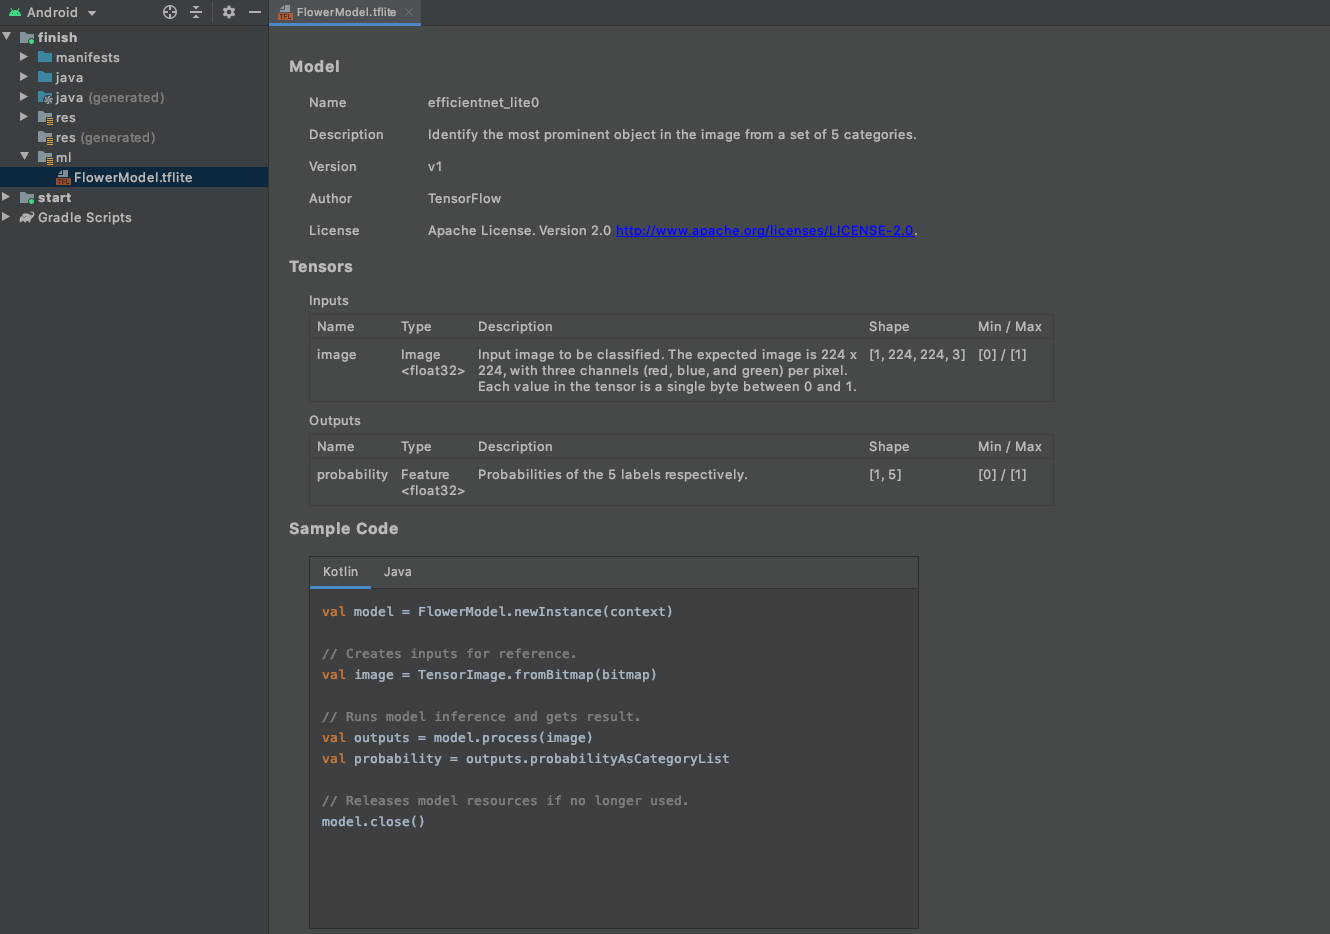 Android
FlowerModel.tflite
finish
manifests
java
java (generated)
res
res (generated)
ml
FlowerModel.tflite
start
Gradle Scripts
Model
Name efficientnet_lite0
Description Identify the most prominent object in the image from a set of 5 categories.
Version v1
Author TensorFlow
License Apache License. Version 2.0 http://www.apache.org/licenses/LICENSE-2.0.
Tensors
Inputs
Name Type Description Shape Min / Max
image Image Input image to be classified. The expected image is 224 x [1, 224, 224, 3] [0] / [1]
<float32> 224, with three channels (red, blue, and green) per pixel.
Each value in the tensor is a single byte between 0 and 1.
Outputs
Name Type Description Shape Min / Max
probability Feature Probabilities of the 5 labels respectively. [1, 5] [0] / [1]
<float32>
Sample Code
Kotlin Java
val model = FlowerModel.newInstance(context)
// Creates inputs for reference.
val image = TensorImage.fromBitmap(bitmap)
// Runs model inference and gets result.
val outputs = model.process(image)
val probability = outputs.probabilityAsCategoryList
// Releases model resources if no longer used.
model.close()